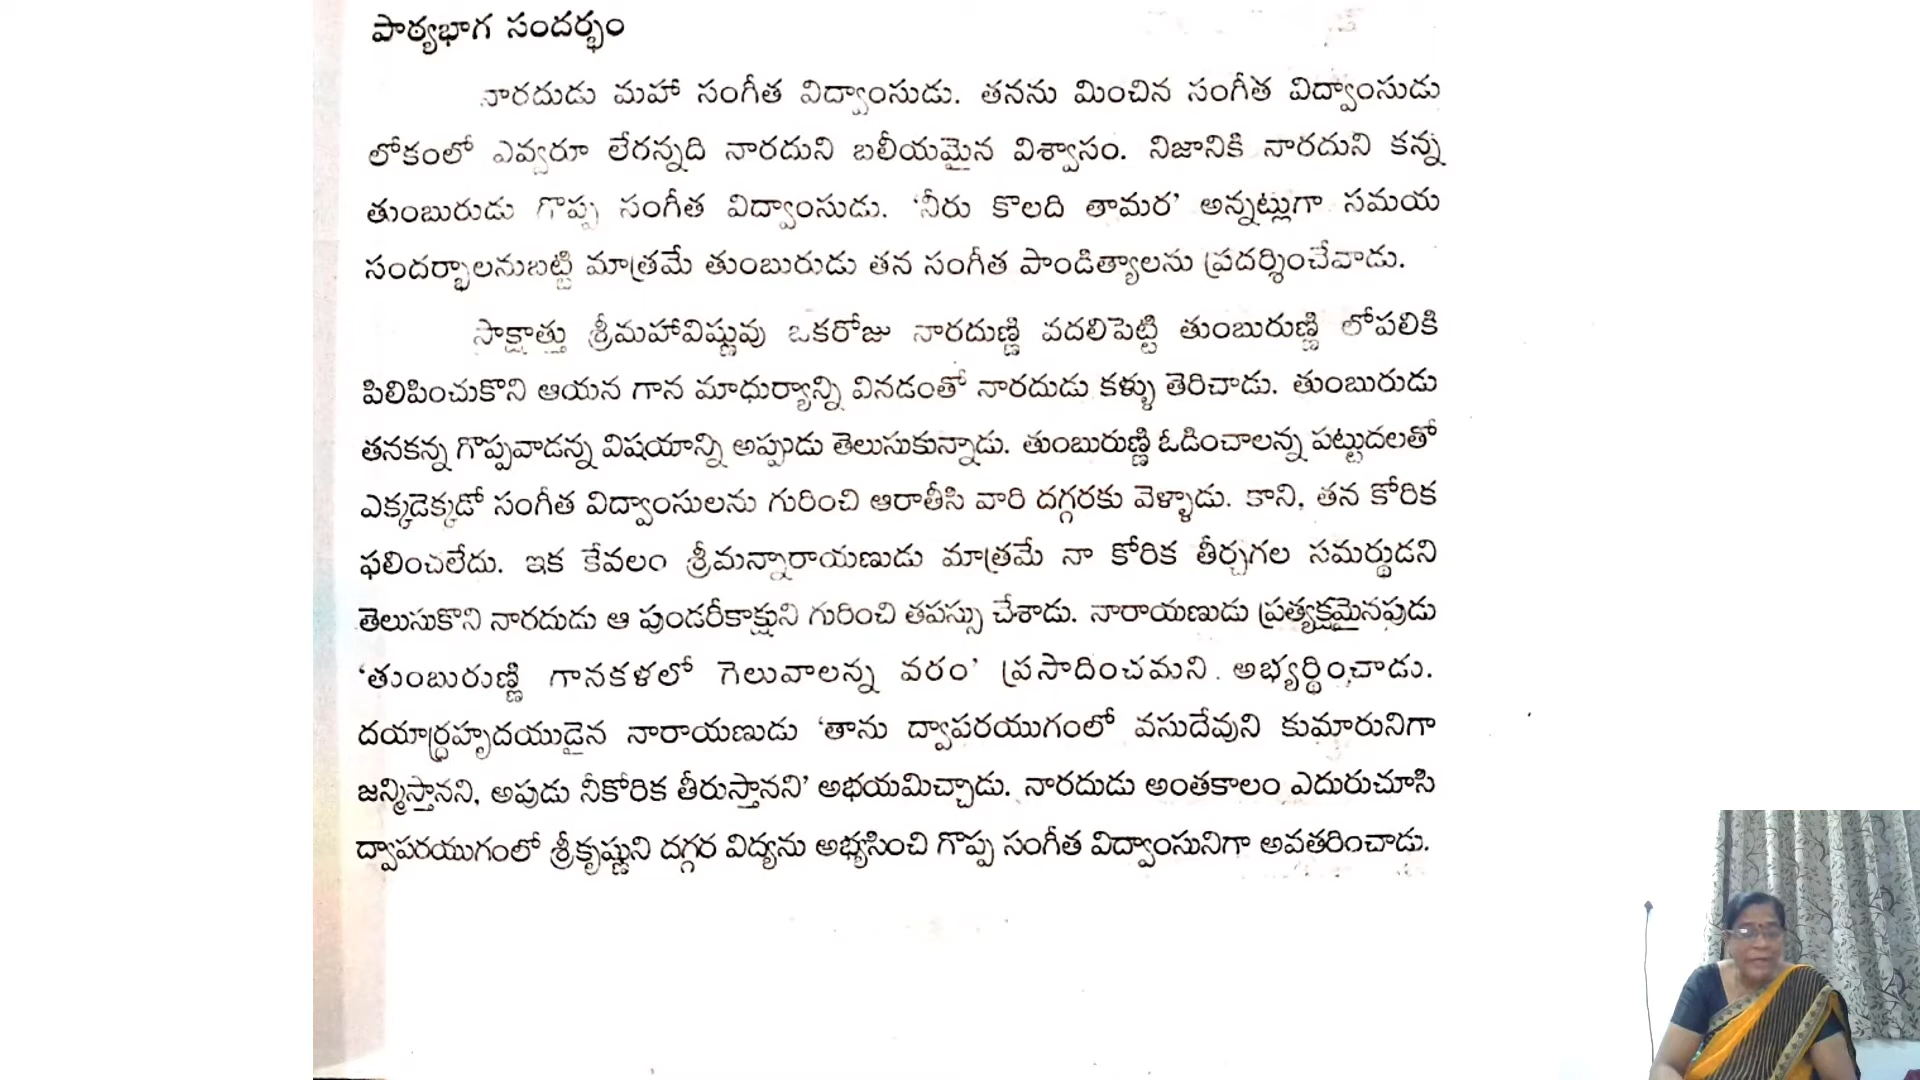 పాఠ్యభాగ సందర్భం
నారదుడు మహా సంగీత విద్వాంసుడు. తనను మించిన సంగీత విద్వాంసుడు
లోకంలో ఎవ్వరూ లేరన్నది నారదుని బలీయమైన విశ్వాసం. నిజానికి నారదుని కన్న
తుంబురుడు గొప్ప సంగీత విద్వాంసుడు. ‘నీరు కొలది తామర’ అన్నట్లుగా సమయ
సందర్భాలనుబట్టి మాత్రమే తుంబురుడు తన సంగీత పాండిత్యాలను ప్రదర్శించేవాడు.
సాక్షాత్తు శ్రీమహావిష్ణువు ఒకరోజు నారదుణ్ణి వదలిపెట్టి తుంబురుణ్ణి లోపలికి
పిలిపించుకొని ఆయన గాన మాధుర్యాన్ని వినడంతో నారదుడు కళ్ళు తెరిచాడు. తుంబురుడు
తనకన్న గొప్పవాడన్న విషయాన్ని అప్పుడు తెలుసుకున్నాడు. తుంబురుణ్ణి ఓడించాలన్న పట్టుదలతో
ఎక్కడెక్కడో సంగీత విద్వాంసులను గురించి ఆరాతీసి వారి దగ్గరకు వెళ్ళాడు. కాని, తన కోరిక
ఫలించలేదు. ఇక కేవలం శ్రీమన్నారాయణుడు మాత్రమే నా కోరిక తీర్చగల సమర్థుడని
తెలుసుకొని నారదుడు ఆ పుండరీకాక్షుని గురించి తపస్సు చేశాడు. నారాయణుడు ప్రత్యక్షమైనపుడు
‘తుంబురుణ్ణి గానకళలో గెలువాలన్న వరం’ ప్రసాదించమని అభ్యర్థించాడు.
దయార్ద్రహృదయుడైన నారాయణుడు ‘తాను ద్వాపరయుగంలో వసుదేవుని కుమారునిగా
జన్మిస్తానని, అపుడు నీకోరిక తీరుస్తానని’ అభయమిచ్చాడు. నారదుడు అంతకాలం ఎదురుచూసి
ద్వాపరయుగంలో శ్రీకృష్ణుని దగ్గర విద్యను అభ్యసించి గొప్ప సంగీత విద్వాంసునిగా అవతరించాడు.